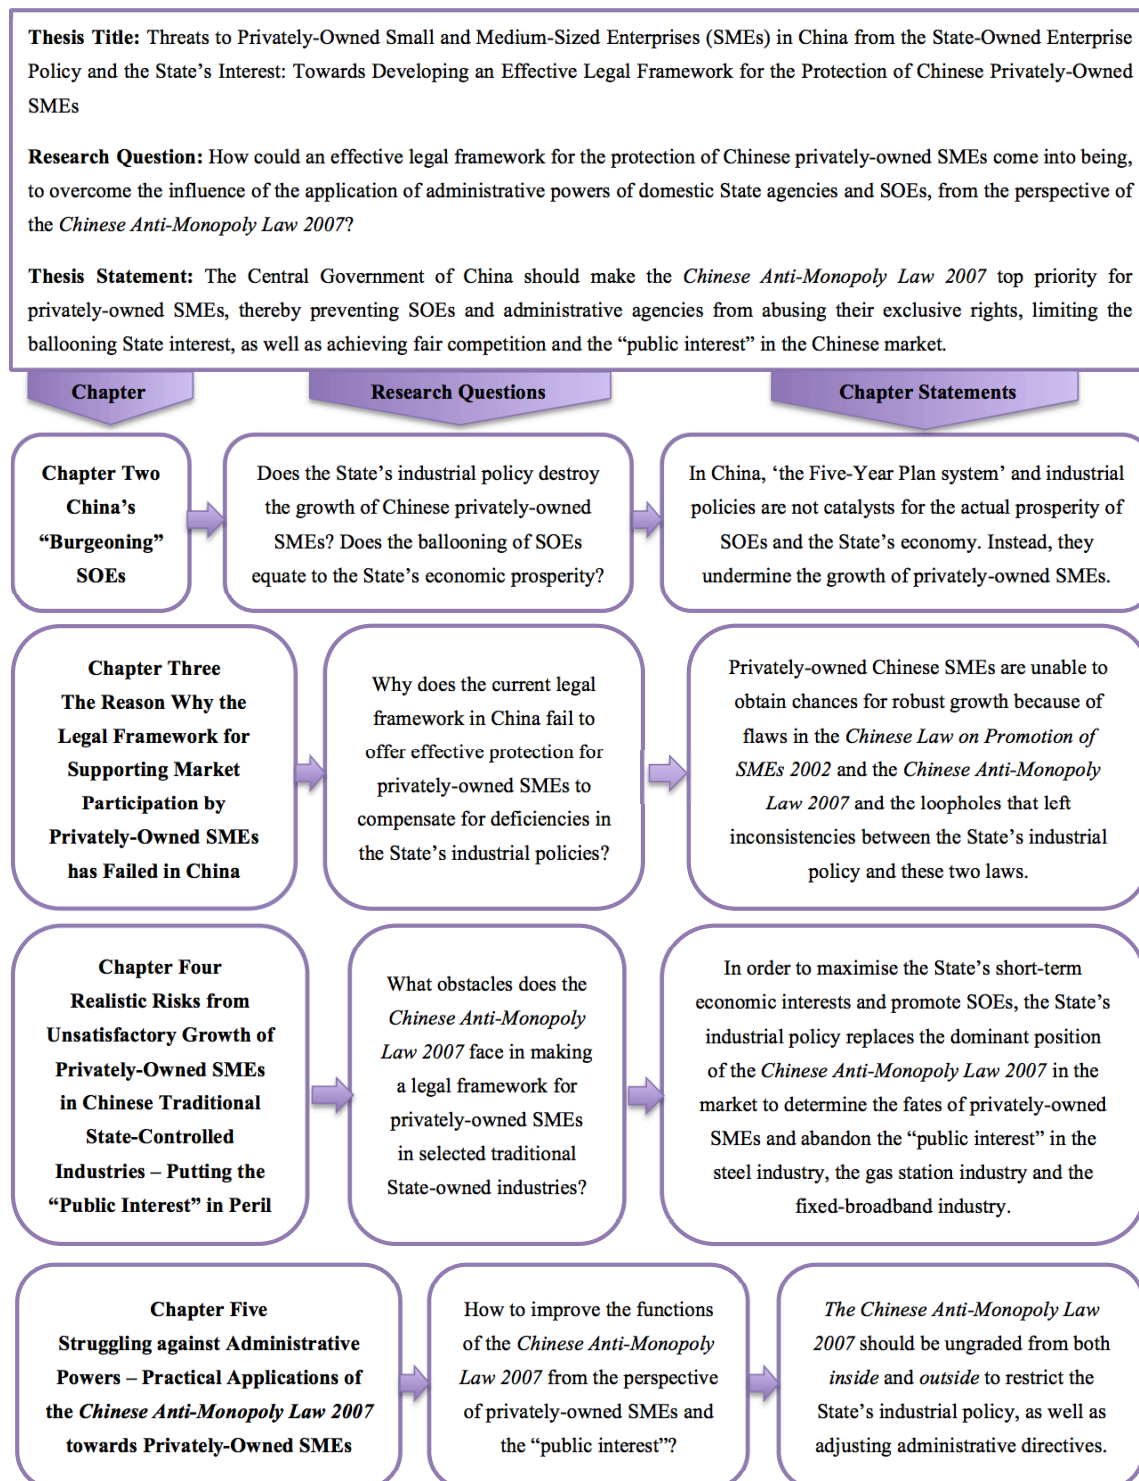 Thesis Title: Threats to Privately-Owned Small and Medium-Sized Enterprises (SMEs) in China from the State-Owned Enterprise
Policy and the State's Interest: Towards Developing an Effective Legal Framework for the Protection of Chinese Privately-Owned
SMEs
Research Question: How could an effective legal framework for the protection of Chinese privately-owned SMEs come into being,
to overcome the influence of the application of administrative powers of domestic State agencies and SOEs, from the perspective of
the Chinese Anti-Monopoly Law 2007?
Thesis Statement: The Central Government of China should make the Chinese Anti-Monopoly Law 2007 top priority for
privately-owned SMEs, thereby preventing SOEs and administrative agencies from abusing their exclusive rights, limiting the
ballooning State interest, as well as achieving fair competition and the “public interest” in the Chinese market.
Chapter
Research Questions
Chapter Statements
Chapter Two
China's
“Burgeoning”
SOEs
Does the State's industrial policy destroy
the growth of Chinese privately-owned
SMEs? Does the ballooning of SOEs
equate to the State's economic prosperity?
In China, ‘the Five-Year Plan system’ and industrial
policies are not catalysts for the actual prosperity of
SOEs and the State's economy. Instead, they
undermine the growth of privately-owned SMEs.
Chapter Three
The Reason Why the
Legal Framework for
Supporting Market
Participation by
Privately-Owned SMEs
has Failed in China
Why does the current legal
framework in China fail to
offer effective protection for
privately-owned SMEs to
compensate for deficiencies in
the State's industrial policies?
Privately-owned Chinese SMEs are unable to
obtain chances for robust growth because of
flaws in the Chinese Law on Promotion of
SMEs 2002 and the Chinese Anti-Monopoly
Law 2007 and the loopholes that left
inconsistencies between the State's industrial
policy and these two laws.
Chapter Four
Realistic Risks from
Unsatisfactory Growth of
Privately-Owned SMEs
in Chinese Traditional
State-Controlled
Industries – Putting the
“Public Interest” in Peril
What obstacles does the
Chinese Anti-Monopoly
Law 2007 face in making
a legal framework for
privately-owned SMEs
in selected traditional
State-owned industries?
In order to maximise the State's short-term
economic interests and promote SOEs, the State's
industrial policy replaces the dominant position
of the Chinese Anti-Monopoly Law 2007 in the
market to determine the fates of privately-owned
SMEs and abandon the “public interest” in the
steel industry, the gas station industry and the
fixed-broadband industry.
Chapter Five
Struggling against Administrative
Powers – Practical Applications of
the Chinese Anti-Monopoly Law 2007
towards Privately-Owned SMEs
How to improve the functions
of the Chinese Anti-Monopoly
Law 2007 from the perspective
of privately-owned SMEs and
the “public interest”?
The Chinese Anti-Monopoly Law
2007 should be ungraded from both
inside and outside to restrict the
State's industrial policy, as well as
adjusting administrative directives.